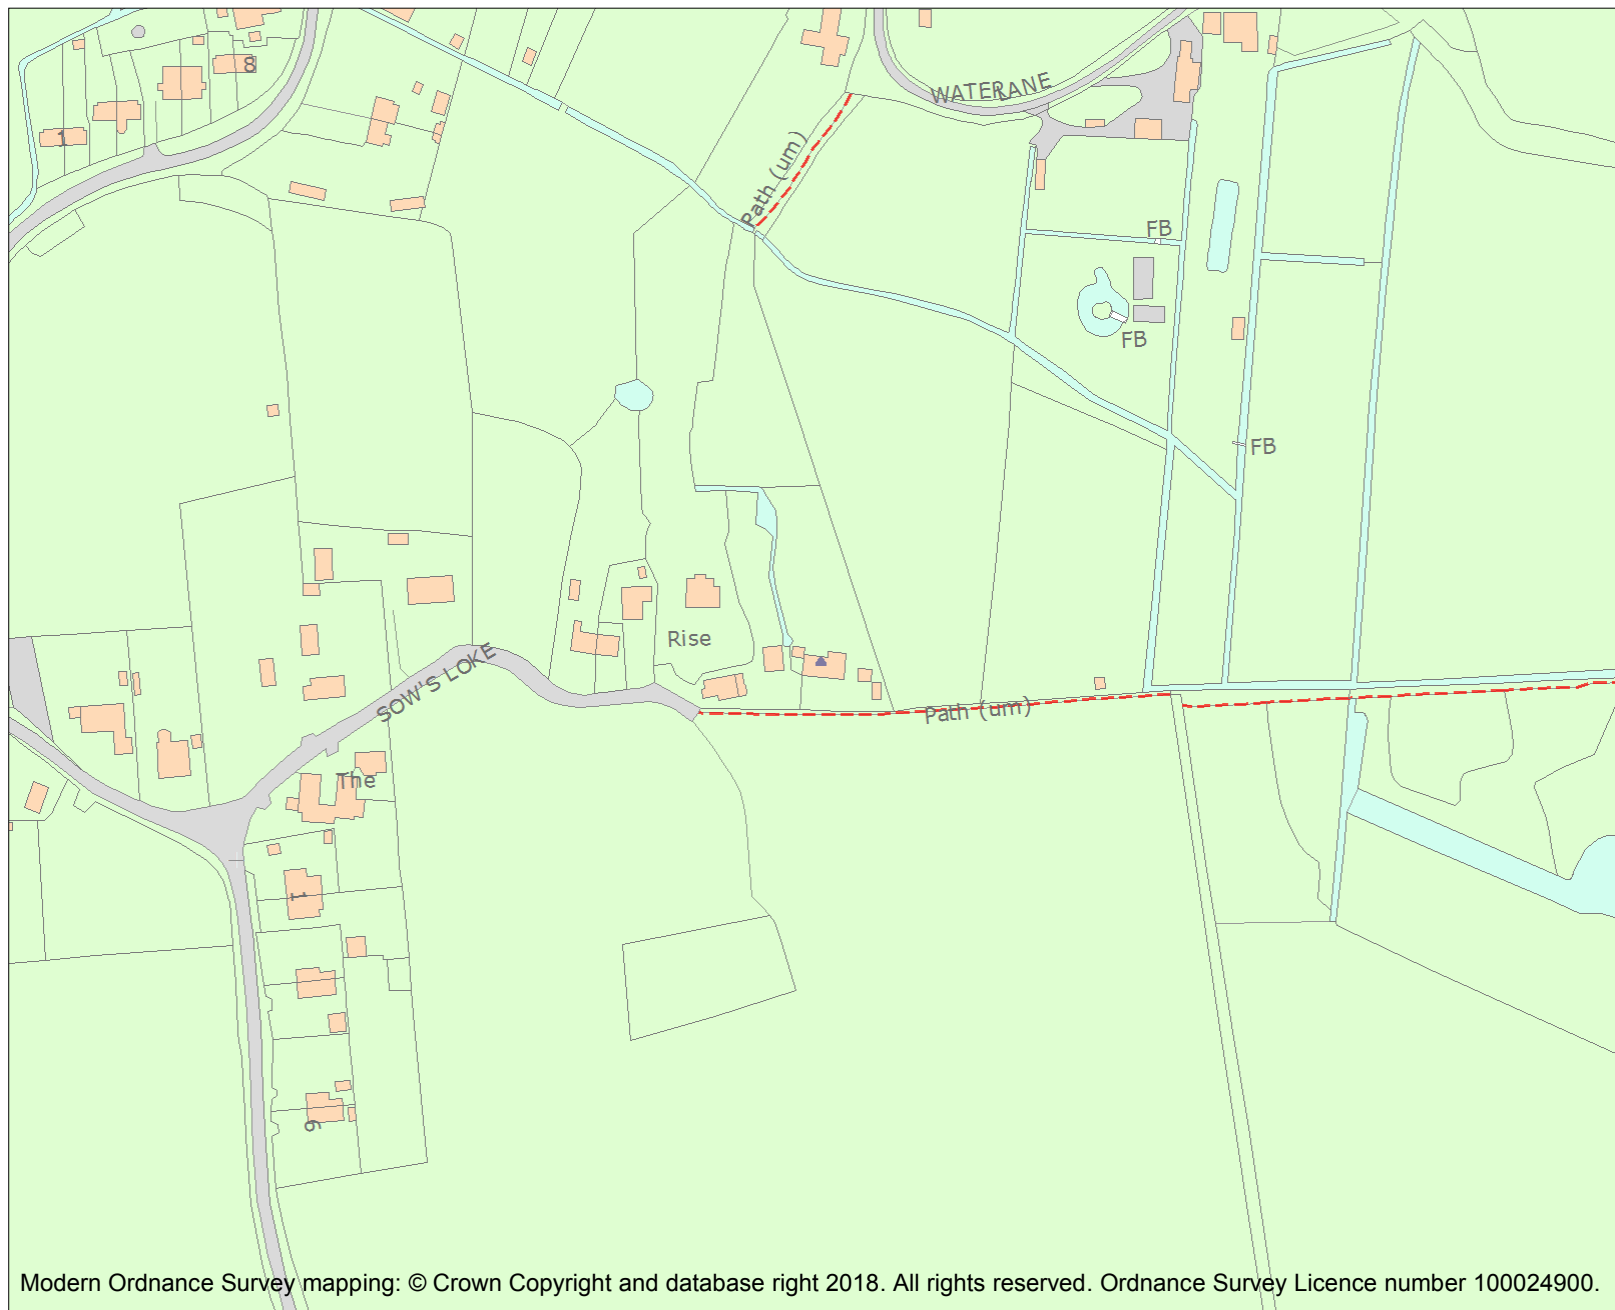 8
1
WATERLANE
Path (um)
FB
FB
FB
Rise
SOW'S LOKE
Path (um)
The
1
6
Modern Ordnance Survey mapping: © Crown Copyright and database right 2018. All rights reserved. Ordnance Survey Licence number 100024900.